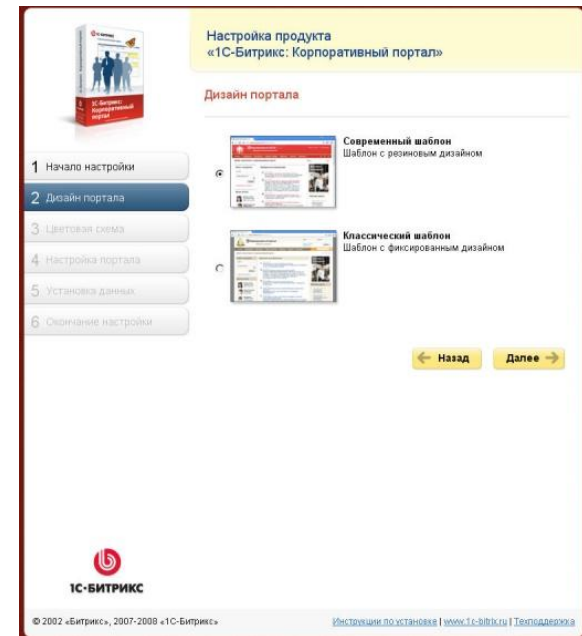 Настройка продукта
«1С-Битрикс: Корпоративный портал»
Дизайн портала
1 Начало настройки
2 Дизайн портала
3 Цветовая схема
4 Настройка портала
5 Установка данных
6 Окончание настройки
Современный шаблон
Шаблон с резиновым дизайном
Классический шаблон
Шаблон с фиксированным дизайном
Назад Далее
1С-БИТРИКС
© 2002 «Битрикс», 2007-2008 «1С-Битрикс» Инструкции по установке | www.1c-bitrix.ru | Техподдержка